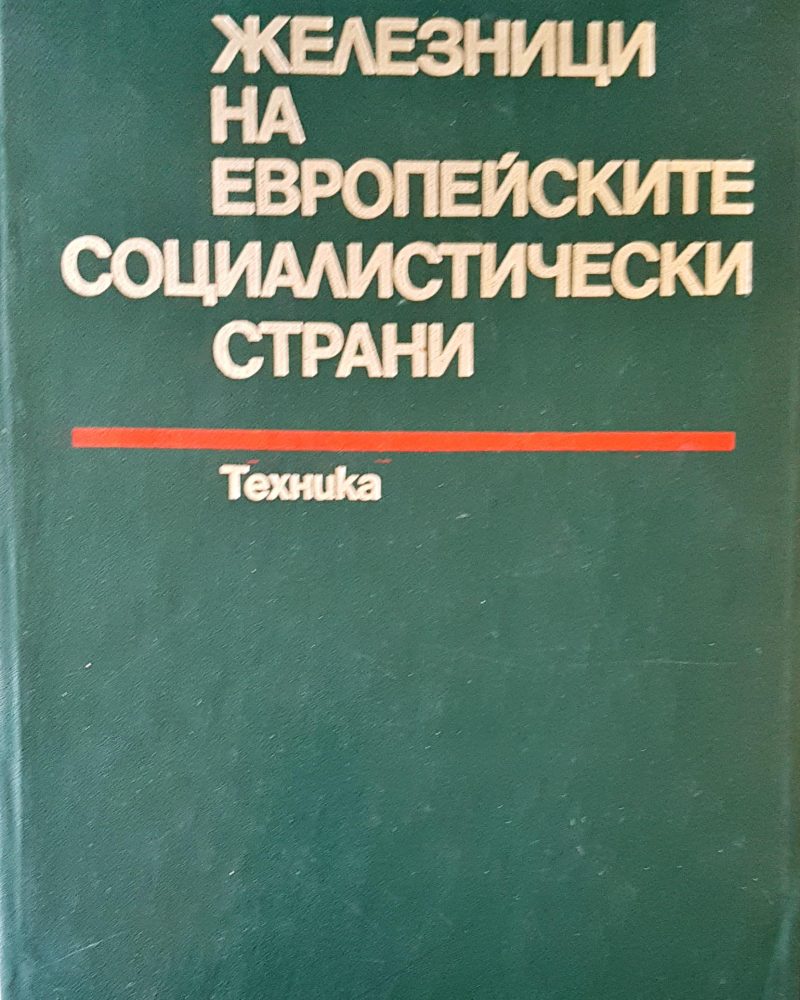 ЖЕЛЕЗНИЦИ
НА
ЕВРОПЕЙСКИТЕ
СОЦИАЛИСТИЧЕСКИ
СТРАНИ
Техника